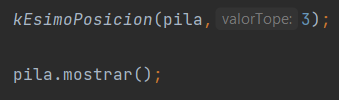 kEsimoPosicion(pila, valorTope: 3);
pila.mostrar();